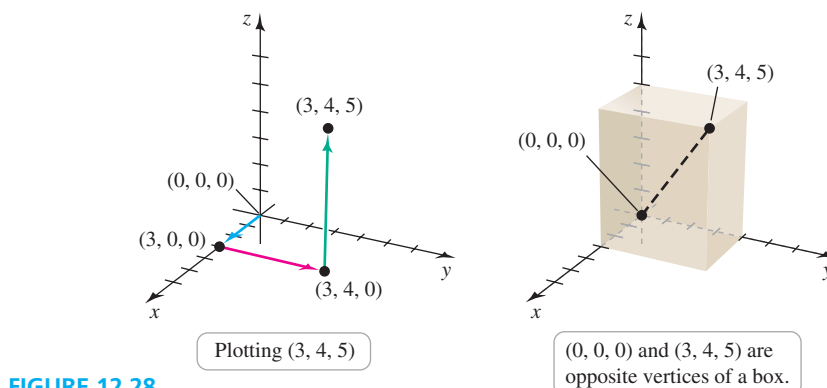 z
(3, 4, 5)
(0, 0, 0)
(3, 0, 0)
(3, 4, 0)
y
x
Plotting (3, 4, 5)
z
(3, 4, 5)
(0, 0, 0)
y
x
(0, 0, 0) and (3, 4, 5) are
opposite vertices of a box.
FIGURE 12.28